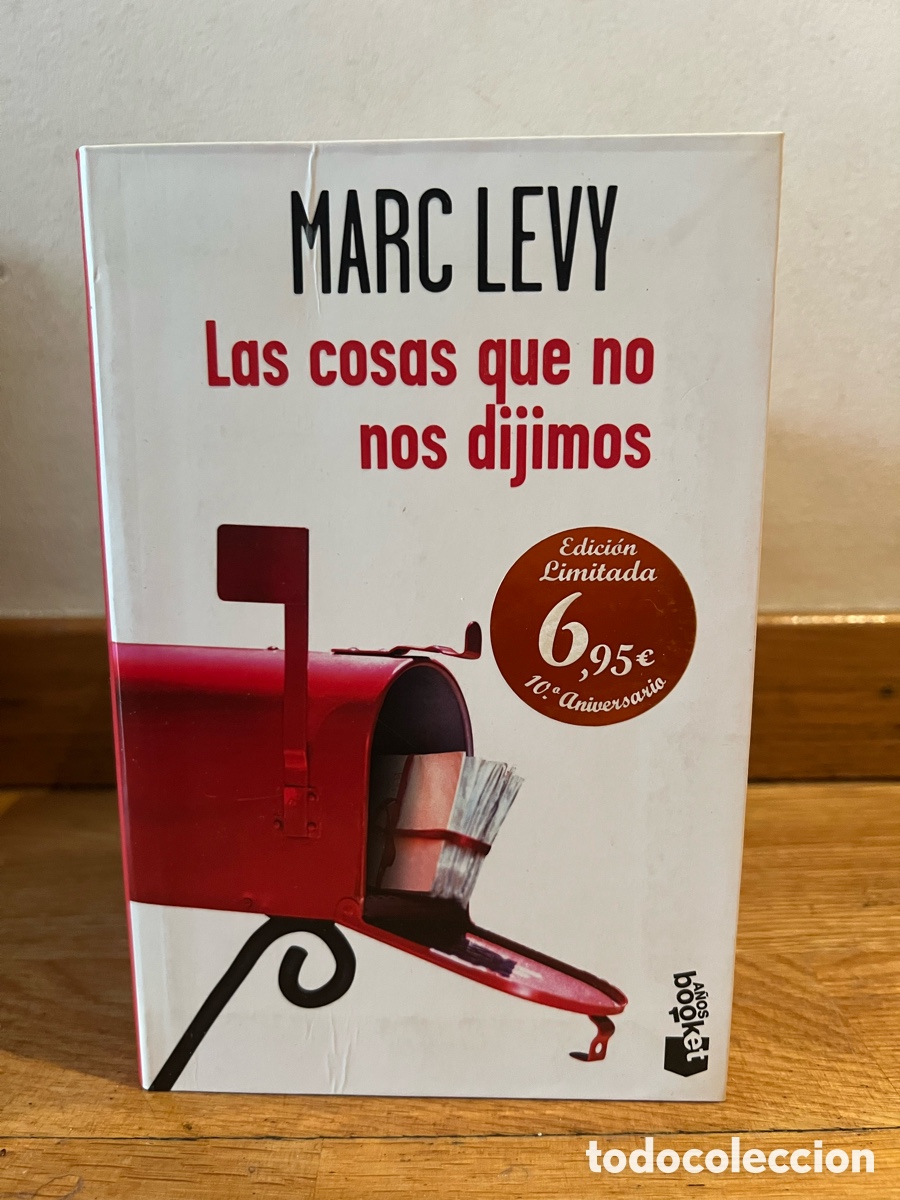 MARC LEVY
Las cosas que no
nos dijimos
Edición
Limitada
6,95€
10.ª Aniversario
AÑOS
booket
todocoleccion